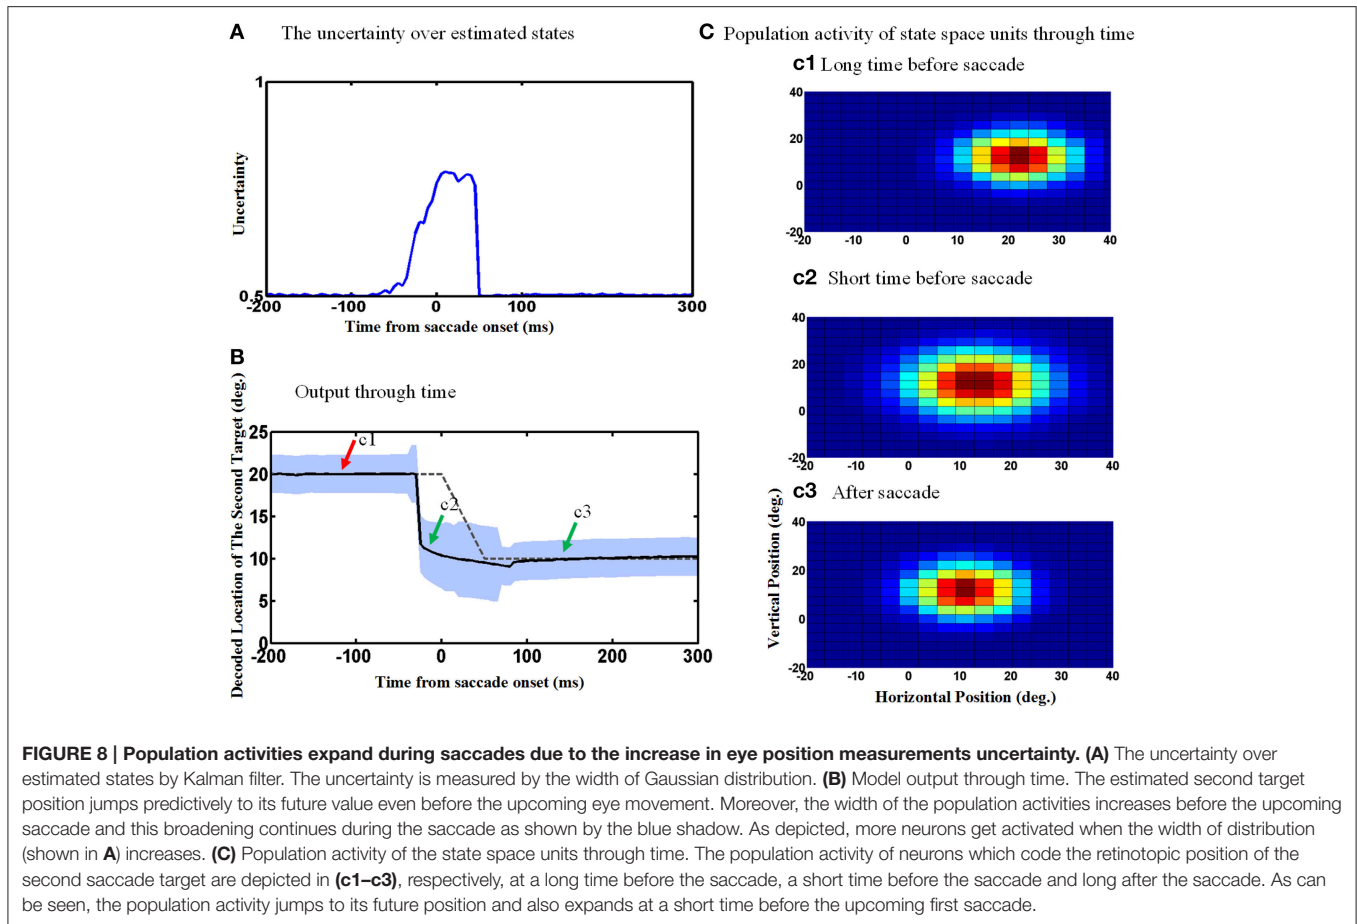 A The uncertainty over estimated states
1
Uncertainty
0.5
-200 -100 0 100 200 300
Time from saccade onset (ms)
B
Output through time
Decoded Location of The Second Target (deg.)
25
20
15
10
5
0
c1
c2
c3
-200 -100 0 100 200 300
Time from saccade onset (ms)
C Population activity of state space units through time
c1 Long time before saccade
40
20
0
-20
-20 -10 0 10 20 30 40
c2 Short time before saccade
40
20
0
-20
-20 -10 0 10 20 30 40
c3 After saccade
Vertical Position (deg.)
40
20
0
-20
-20 -10 0 10 20 30 40
Horizontal Position (deg.)
FIGURE 8 | Population activities expand during saccades due to the increase in eye position measurements uncertainty. (A) The uncertainty over
estimated states by Kalman filter. The uncertainty is measured by the width of Gaussian distribution. (B) Model output through time. The estimated second target
position jumps predictively to its future value even before the upcoming eye movement. Moreover, the width of the population activities increases before the upcoming
saccade and this broadening continues during the saccade as shown by the blue shadow. As depicted, more neurons get activated when the width of distribution
(shown in A) increases. (C) Population activity of the state space units through time. The population activity of neurons which code the retinotopic position of the
second saccade target are depicted in (c1–c3), respectively, at a long time before the saccade, a short time before the saccade and long after the saccade. As can
be seen, the population activity jumps to its future position and also expands at a short time before the upcoming first saccade.